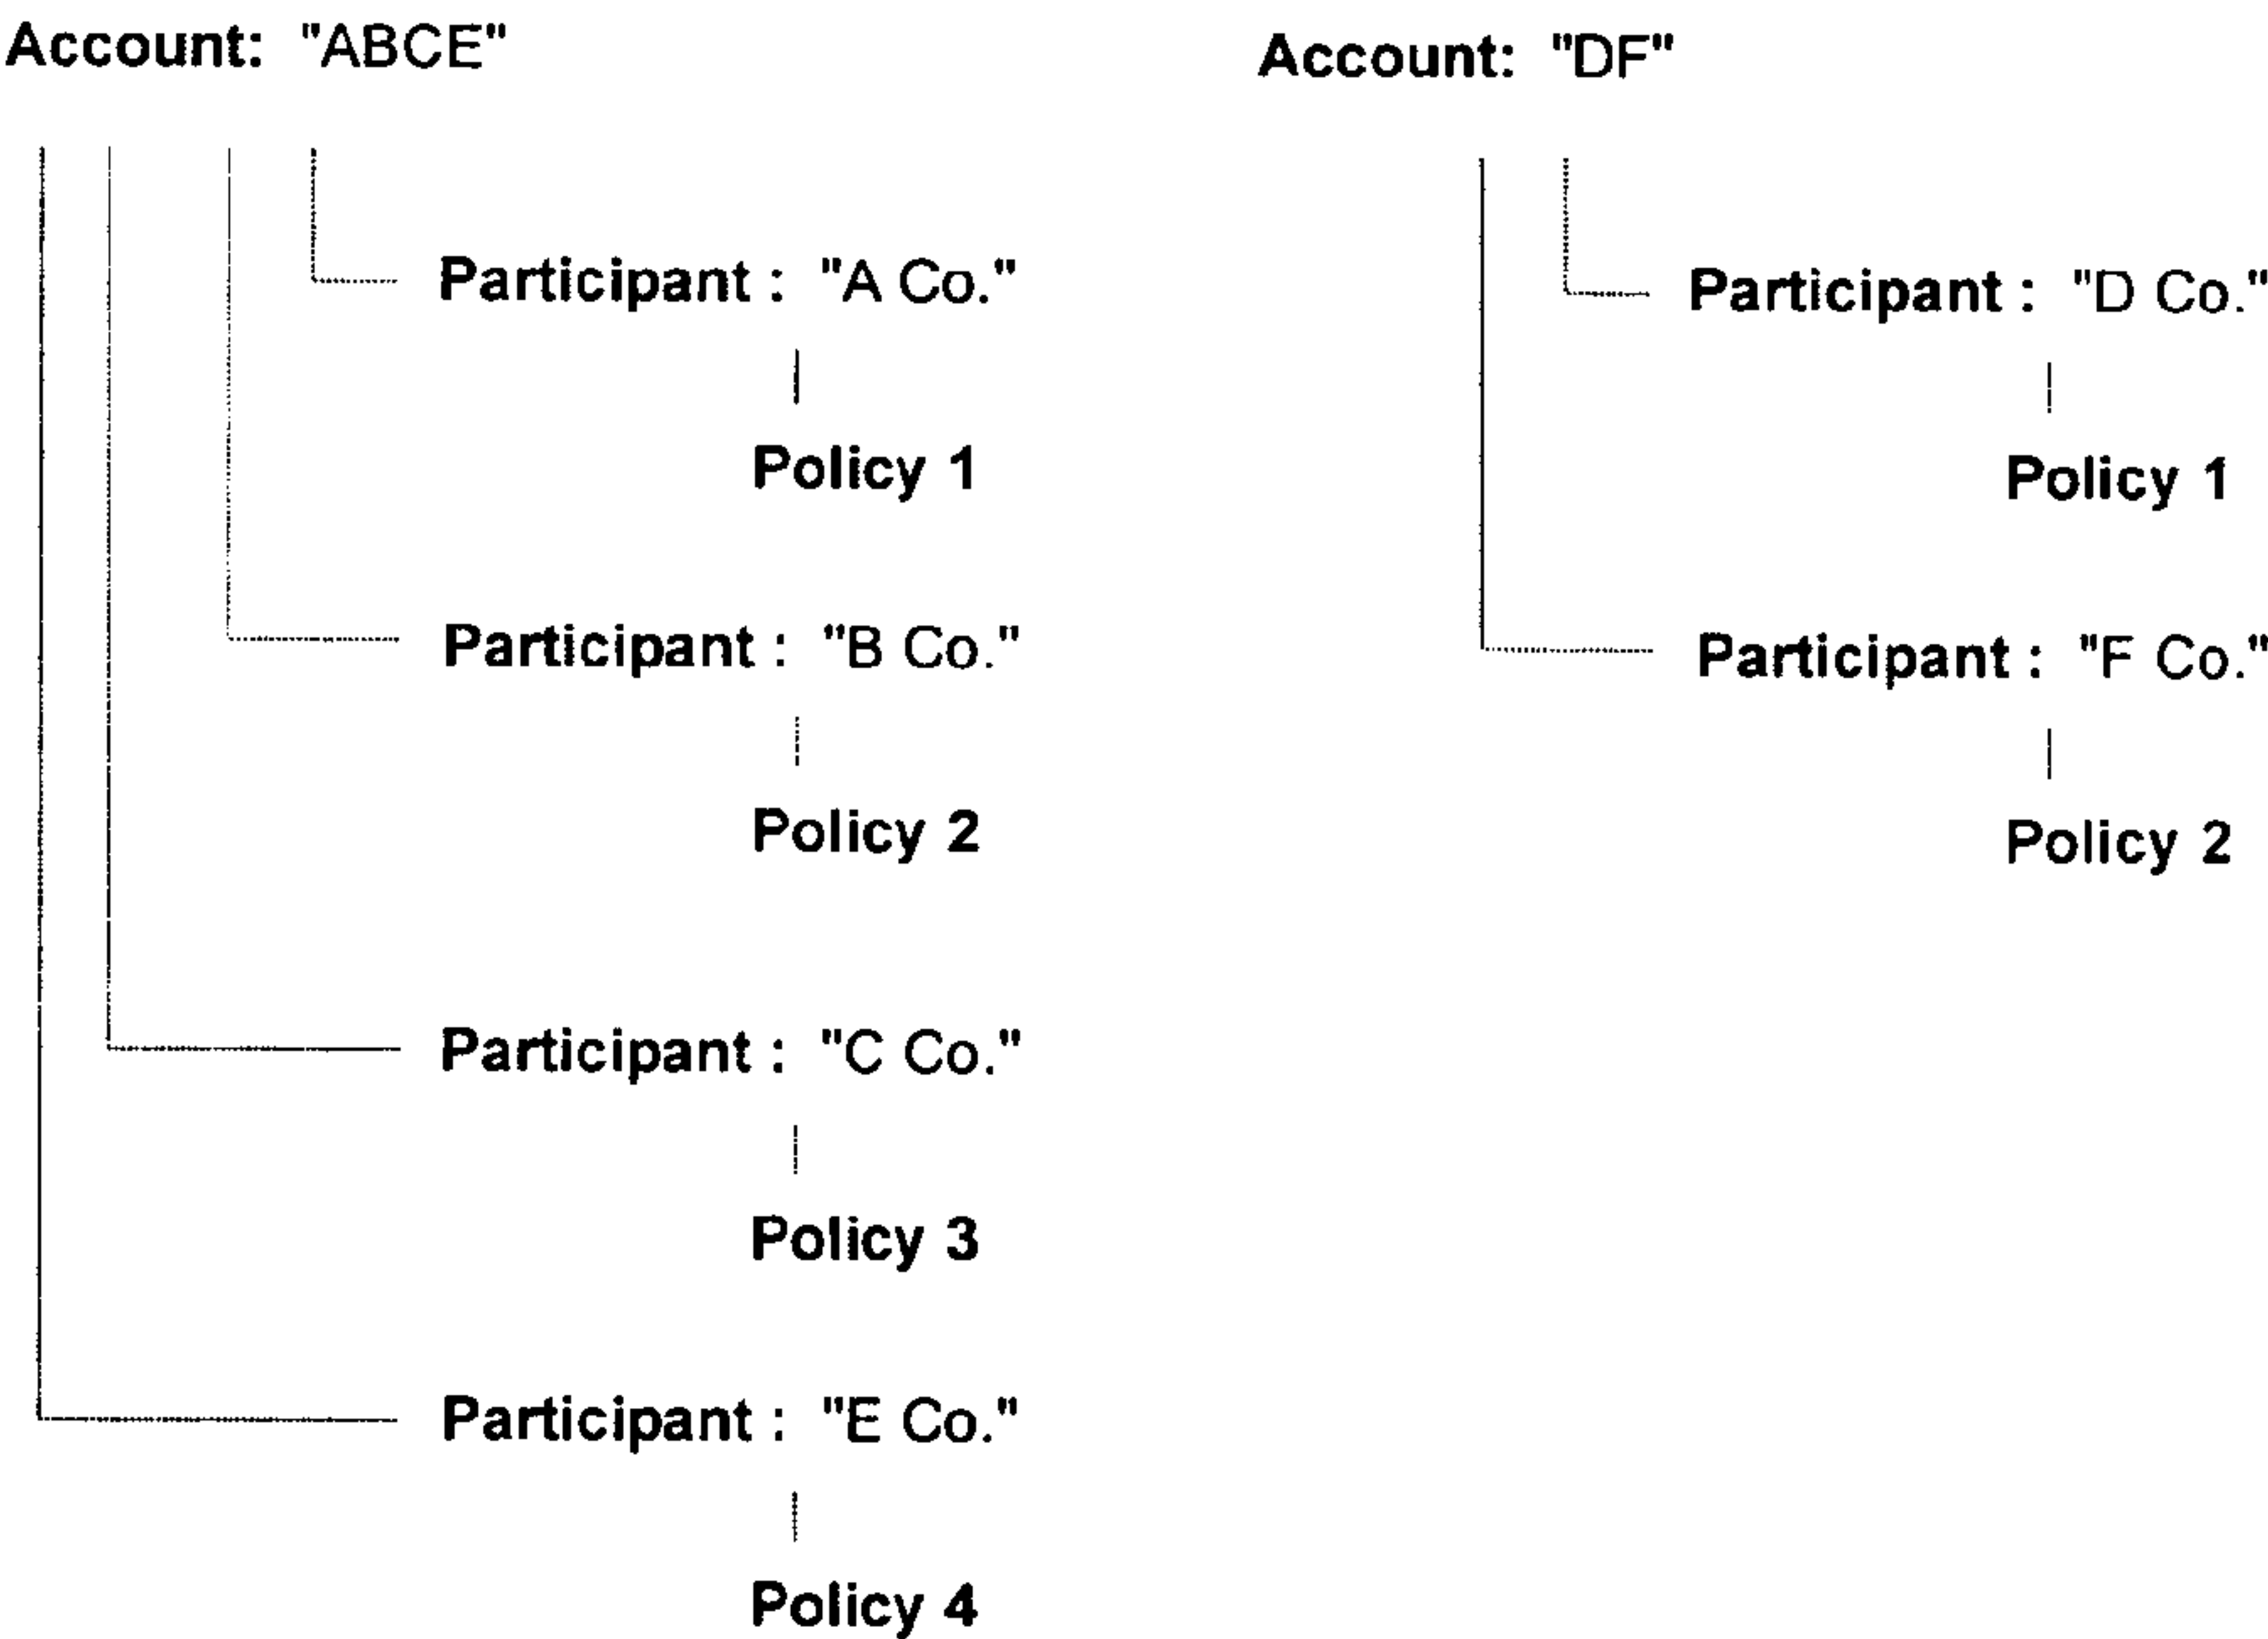 Account: "ABCE"
Participant : "A Co."
Policy 1
Participant : "B Co."
Policy 2
Participant : "C Co."
Policy 3
Participant : "E Co."
Policy 4
Account: "DF"
Participant : "D Co."
Policy 1
Participant : "F Co."
Policy 2